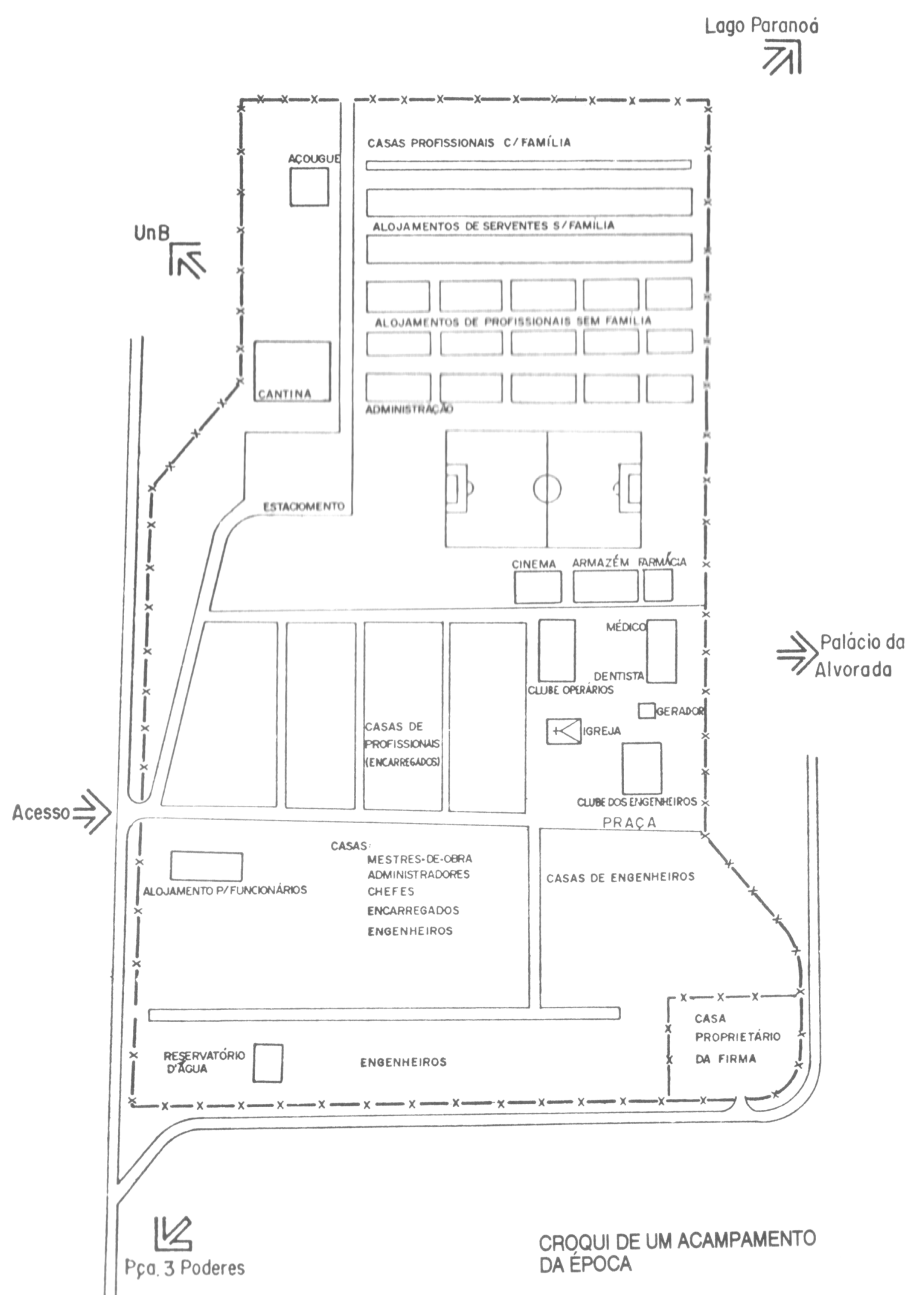 Lago Paranoá
CASAS PROFISSIONAIS C/FAMÍLIA
AÇOUGUE
ALOJAMENTOS DE SERVENTES S/FAMÍLIA
UnB
ALOJAMENTOS DE PROFISSIONAIS SEM FAMÍLIA
CANTINA
ADMINISTRAÇÃO
ESTACIOMENTO
CINEMA
ARMAZÉM
FARMÁCIA
MÉDICO
DENTISTA
CLUBE OPERÁRIOS
Palácio da
Alvorada
GERADOR
IGREJA
CASAS DE
PROFISSIONAIS
(ENCARREGADOS)
CLUBE DOS ENGENHEIROS
PRAÇA
Acesso
CASAS:
MESTRES-DE-OBRA
ADMINISTRADORES
CHEFES
ENCARREGADOS
ENGENHEIROS
ALOJAMENTO P/FUNCIONÁRIOS
CASAS DE ENGENHEIROS
CASA
PROPRIETÁRIO
DA FIRMA
RESERVATÓRIO
D'ÁGUA
ENGENHEIROS
Pça. 3 Poderes
CROQUI DE UM ACAMPAMENTO
DA ÉPOCA